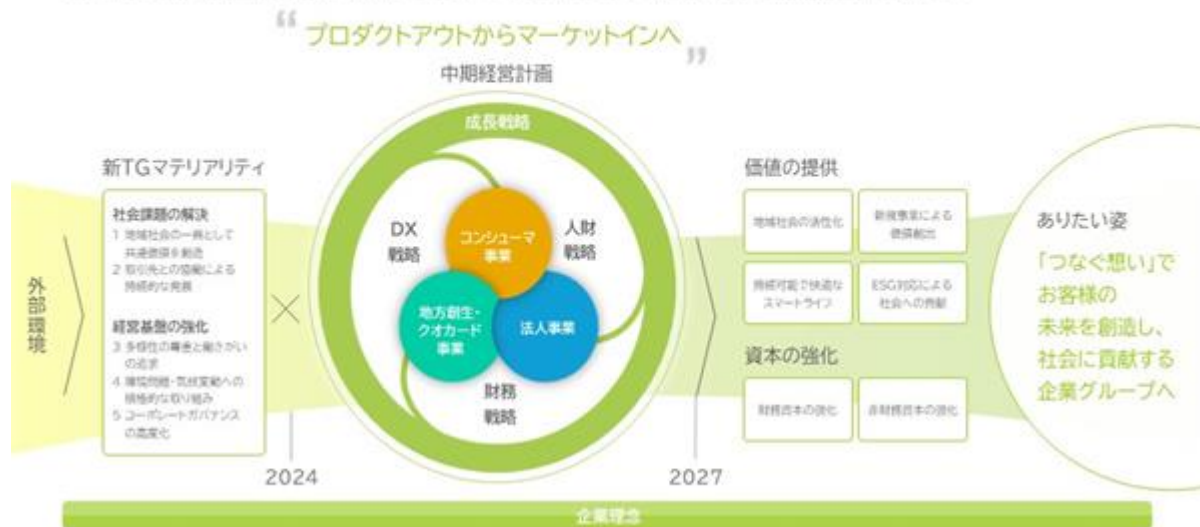 プロダクトアウトからマーケットインへ
中期経営計画
成長戦略
新TGマテリアリティ
社会課題の解決
1 地域社会の一員として
共通価値を創造
2 取引先との協働による
持続的な発展
経営基盤の強化
3 多様性の尊重と働きがい
の追求
4 環境問題・気候変動への
積極的な取り組み
5 コーポレートガバナンス
の高度化
外部環境
DX
戦略
人財
戦略
コンシューマ
事業
地方創生・
クオカード
事業
法人事業
財務
戦略
2024
2027
価値の提供
地域社会の活性化
新規事業による
価値創出
持続可能で快適な
スマートライフ
ESG対応による
社会への貢献
資本の強化
財務資本の強化
非財務資本の強化
ありたい姿
「つなぐ想い」で
お客様の
未来を創造し、
社会に貢献する
企業グループへ
企業理念